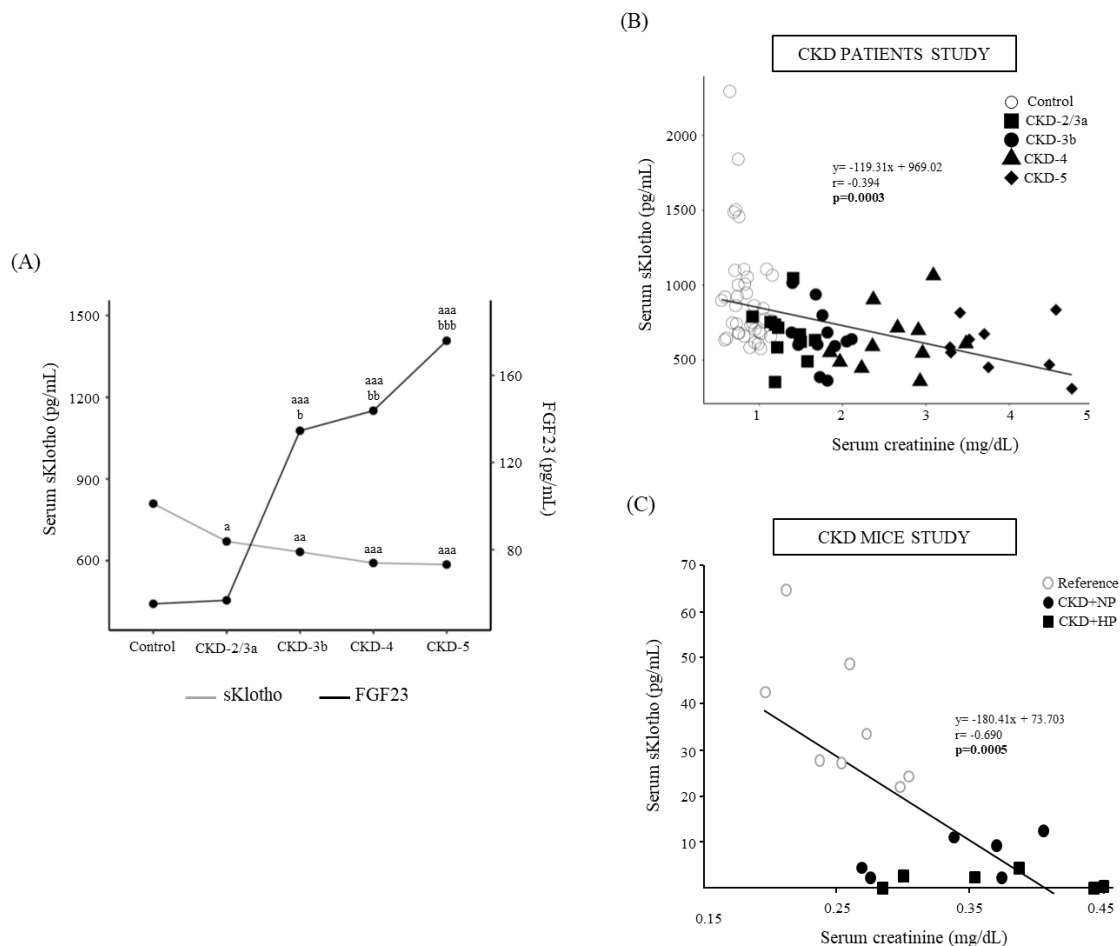 (A)
1500
1200
900
600
Serum sKlotho (pg/mL)
160
120
80
FGF23
(pg/mL)
a
aa
aaa
aaa
aaa
b
aaa
bb
aaa
bbb
Control
CKD-2/3a
CKD-3b
CKD-4
CKD-5
sKlotho
FGF23
(B)
CKD PATIENTS STUDY
2000
1500
1000
500
Serum sKlotho (pg/mL)
Control
CKD-2/3a
CKD-3b
CKD-4
CKD-5
y= -119.31x + 969.02
r= -0.394
p=0.0003
1
2
3
4
5
Serum creatinine (mg/dL)
(C)
CKD MICE STUDY
70
60
50
40
30
20
10
0
Serum sKlotho (pg/mL)
Reference
CKD+NP
CKD+HP
y= -180.41x + 73.703
r= -0.690
p=0.0005
0.15
0.25
0.35
0.45
Serum creatinine (mg/dL)